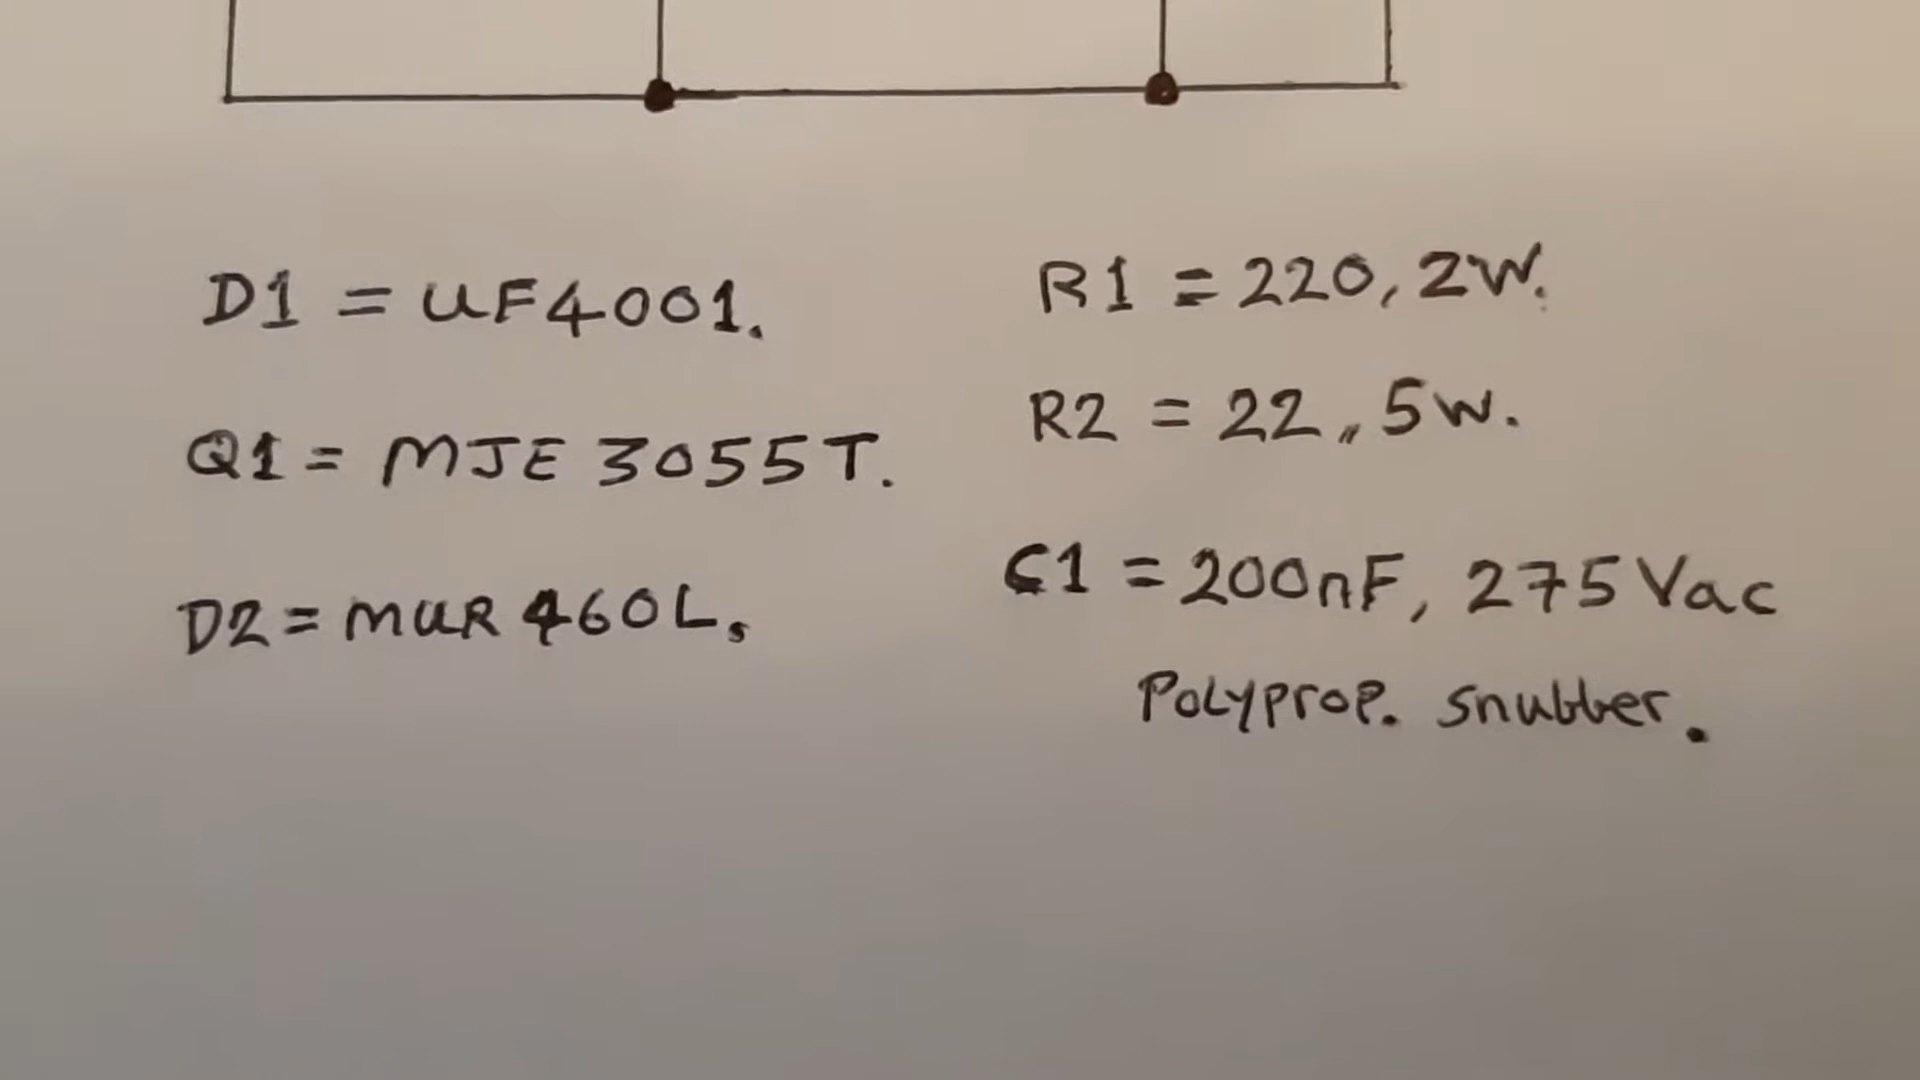 D1 = UF4001.
Q1 = MJE 3055T.
D2 = MUR 460L.
R1 = 220, 2W.
R2 = 22, 5W.
C1 = 200nF, 275 Vac
Polyprop. snubber.